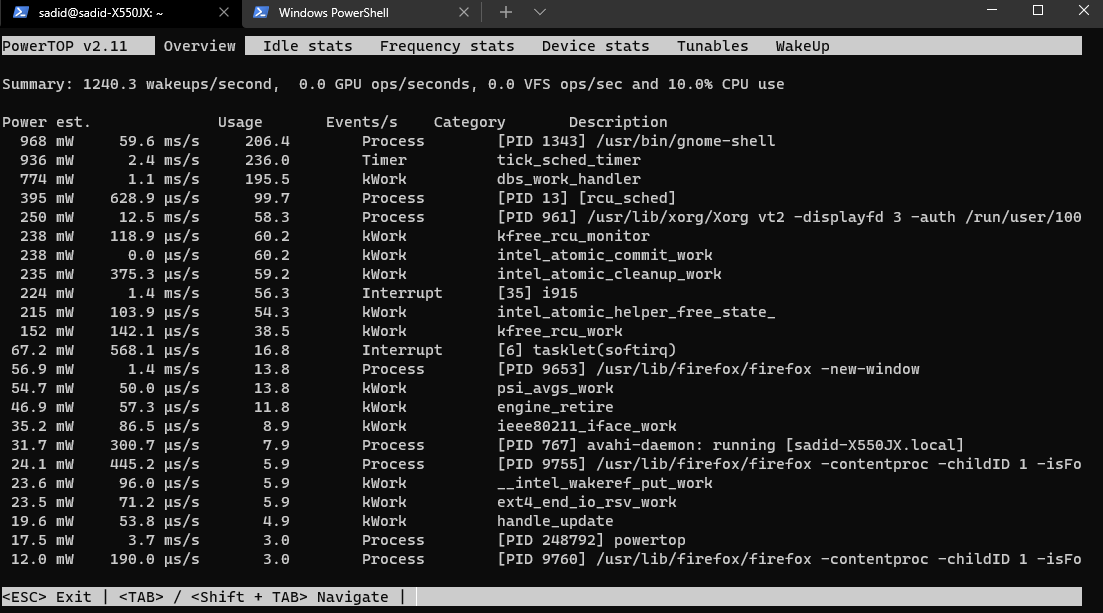 sadid@sadid-X550JX: ~ Windows PowerShell
PowerTOP v2.11 Overview Idle stats Frequency stats Device stats Tunables WakeUp
Summary: 1240.3 wakeups/second, 0.0 GPU ops/seconds, 0.0 VFS ops/sec and 10.0% CPU use
Power est. Usage Events/s Category Description
968 mW 59.6 ms/s 206.4 Process [PID 1343] /usr/bin/gnome-shell
936 mW 2.4 ms/s 236.0 Timer tick_sched_timer
774 mW 1.1 ms/s 195.5 kWork dbs_work_handler
395 mW 628.9 µs/s 99.7 Process [PID 13] [rcu_sched]
250 mW 12.5 ms/s 58.3 Process [PID 961] /usr/lib/xorg/Xorg vt2 -displayfd 3 -auth /run/user/100
238 mW 118.9 µs/s 60.2 kWork kfree_rcu_monitor
238 mW 0.0 µs/s 60.2 kWork intel_atomic_commit_work
235 mW 375.3 µs/s 59.2 kWork intel_atomic_cleanup_work
224 mW 1.4 ms/s 56.3 Interrupt [35] i915
215 mW 103.9 µs/s 54.3 kWork intel_atomic_helper_free_state_
152 mW 142.1 µs/s 38.5 kWork kfree_rcu_work
67.2 mW 568.1 µs/s 16.8 Interrupt [6] tasklet(softirq)
56.9 mW 1.4 ms/s 13.8 Process [PID 9653] /usr/lib/firefox/firefox -new-window
54.7 mW 50.0 µs/s 13.8 kWork psi_avgs_work
46.9 mW 57.3 µs/s 11.8 kWork engine_retire
35.2 mW 86.5 µs/s 8.9 kWork ieee80211_iface_work
31.7 mW 300.7 µs/s 7.9 Process [PID 767] avahi-daemon: running [sadid-X550JX.local]
24.1 mW 445.2 µs/s 5.9 Process [PID 9755] /usr/lib/firefox/firefox -contentproc -childID 1 -isFo
23.6 mW 96.0 µs/s 5.9 kWork __intel_wakeref_put_work
23.5 mW 71.2 µs/s 5.9 kWork ext4_end_io_rsv_work
19.6 mW 53.8 µs/s 4.9 kWork handle_update
17.5 mW 3.7 ms/s 3.0 Process [PID 248792] powertop
12.0 mW 190.0 µs/s 3.0 Process [PID 9760] /usr/lib/firefox/firefox -contentproc -childID 1 -isFo
<ESC> Exit | <TAB> / <Shift + TAB> Navigate |